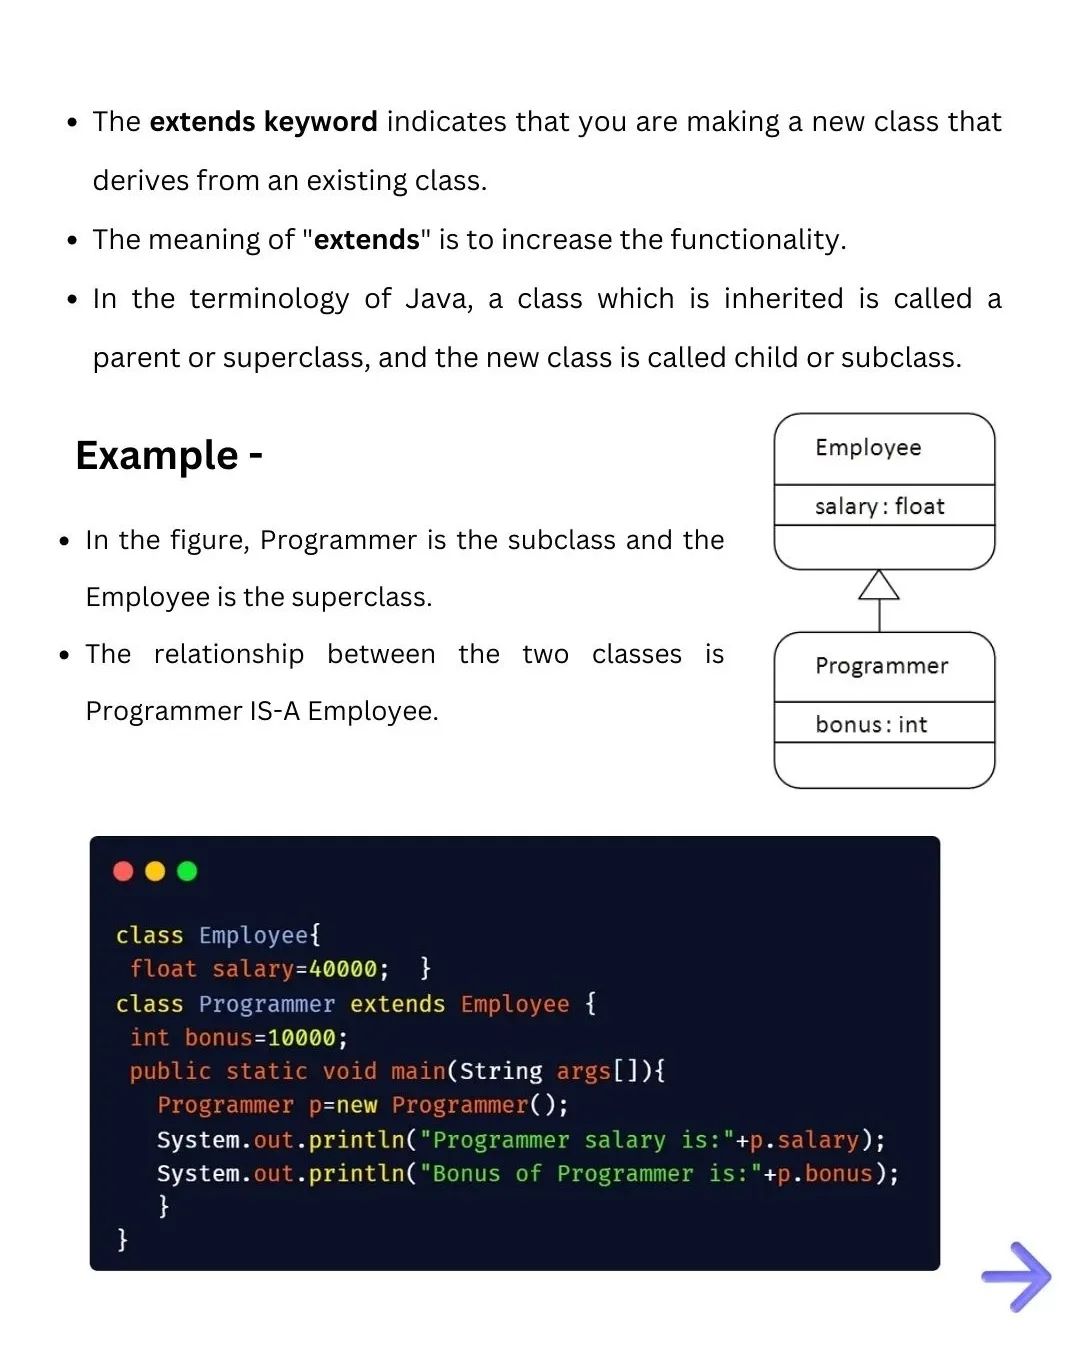 • The extends keyword indicates that you are making a new class that
derives from an existing class.
• The meaning of "extends" is to increase the functionality.
• In the terminology of Java, a class which is inherited is called a
parent or superclass, and the new class is called child or subclass.
Example -
• In the figure, Programmer is the subclass and the
Employee is the superclass.
• The relationship between the two classes is
Programmer IS-A Employee.
Employee
salary : float
Programmer
bonus : int
class Employee{
 float salary=40000;  }
class Programmer extends Employee {
 int bonus=10000;
 public static void main(String args[]){
   Programmer p=new Programmer();
   System.out.println("Programmer salary is:"+p.salary);
   System.out.println("Bonus of Programmer is:"+p.bonus);
   }
}